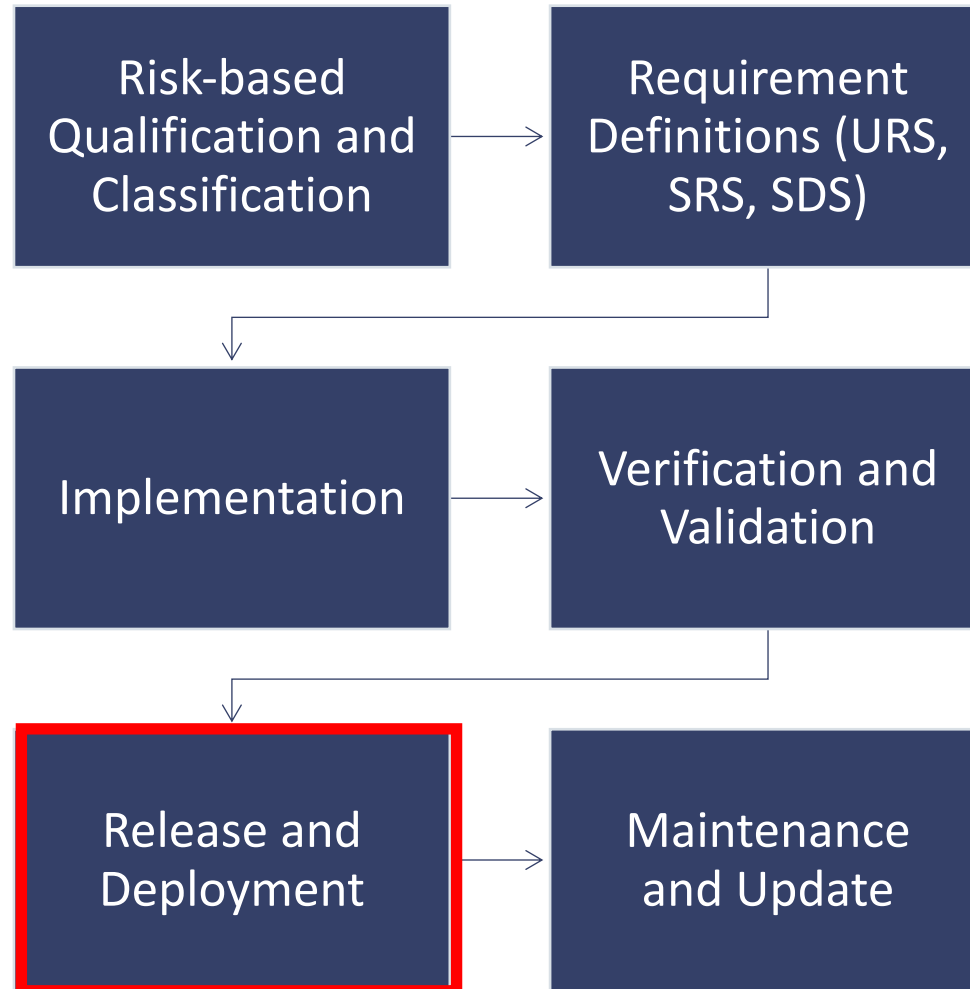 Risk-based
Qualification and
Classification
Requirement
Definitions (URS,
SRS, SDS)
Implementation
Verification and
Validation
Release and
Deployment
Maintenance
and Update